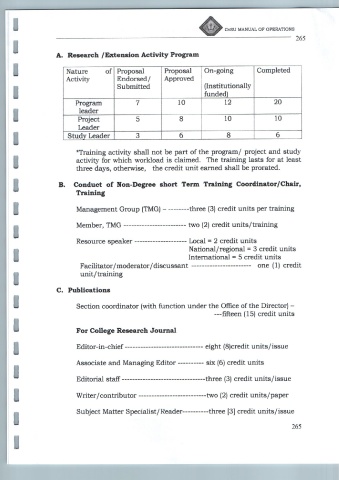 CNSU MANUAL OF OPERATIONS
265
A. Research /Extension Activity Program
Nature of Activity | Proposal Endorsed/ Submitted | Proposal Approved | On-going (Institutionally funded) | Completed
Program leader | 7 | 10 | 12 | 20
Project Leader | 5 | 8 | 10 | 10
Study Leader | 3 | 6 | 8 | 6
*Training activity shall not be part of the program/ project and study
activity for which workload is claimed. The training lasts for at least
three days, otherwise, the credit unit earned shall be prorated.
B. Conduct of Non-Degree short Term Training Coordinator/Chair,
Training
Management Group (TMG) – --------three (3) credit units per training
Member, TMG ------------------------ two (2) credit units/training
Resource speaker -------------------- Local = 2 credit units
National/regional = 3 credit units
International = 5 credit units
Facilitator/moderator/discussant ----------------------- one (1) credit
unit/training
C. Publications
Section coordinator (with function under the Office of the Director) –
---fifteen (15) credit units
For College Research Journal
Editor-in-chief ------------------------------ eight (8)credit units/issue
Associate and Managing Editor ---------- six (6) credit units
Editorial staff --------------------------------three (3) credit units/issue
Writer/contributor --------------------------two (2) credit units/paper
Subject Matter Specialist/Reader----------three [3] credit units/issue
265